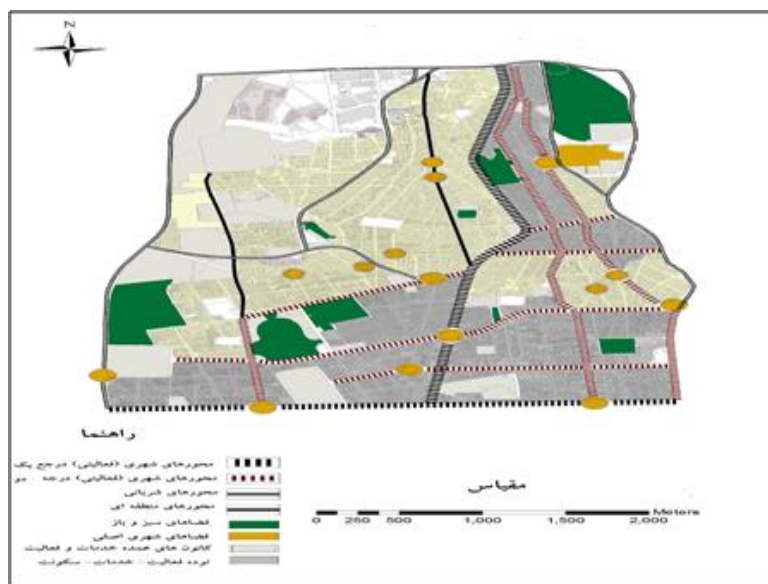 N
راهنما
محورهای شهری (فعالیتی) درجه یک
محورهای شهری (فعالیتی) درجه دو
محورهای شریانی
محورهای منطقه ای
فضاهای سبز و باز
فضاهای شهری اصلی
کانون های عمده خدمات و فعالیت
توده فعالیت - خدمات - سکونت
مقیاس
0 250 500 1,000 1,500 2,000 Meters